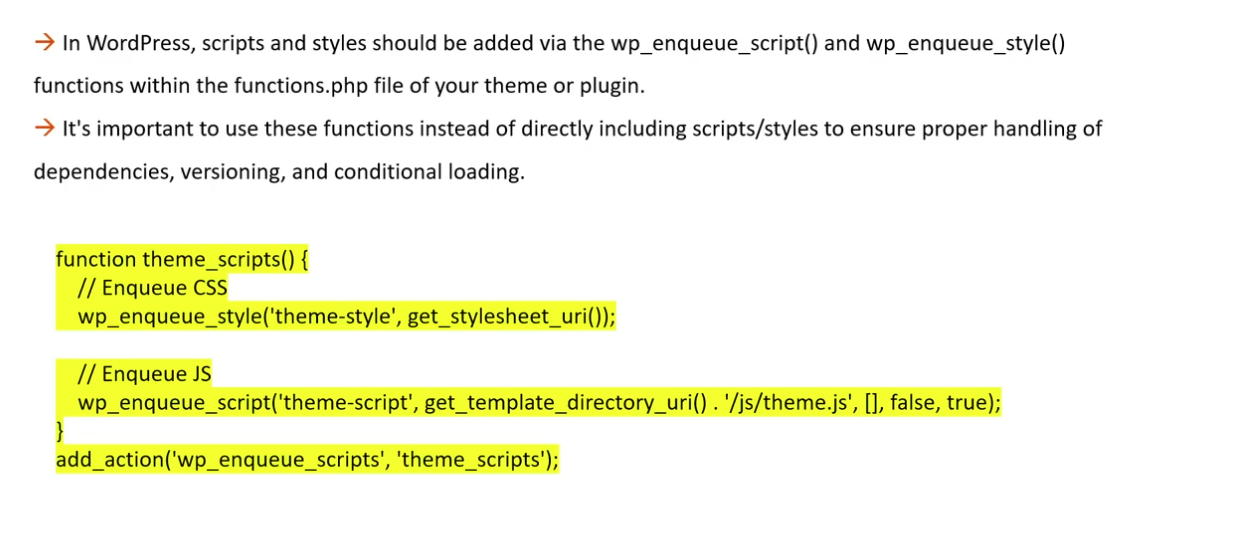 → In WordPress, scripts and styles should be added via the wp_enqueue_script() and wp_enqueue_style()
functions within the functions.php file of your theme or plugin.
→ It's important to use these functions instead of directly including scripts/styles to ensure proper handling of
dependencies, versioning, and conditional loading.
function theme_scripts() {
// Enqueue CSS
wp_enqueue_style('theme-style', get_stylesheet_uri());
// Enqueue JS
wp_enqueue_script('theme-script', get_template_directory_uri() . '/js/theme.js', [], false, true);
}
add_action('wp_enqueue_scripts', 'theme_scripts');